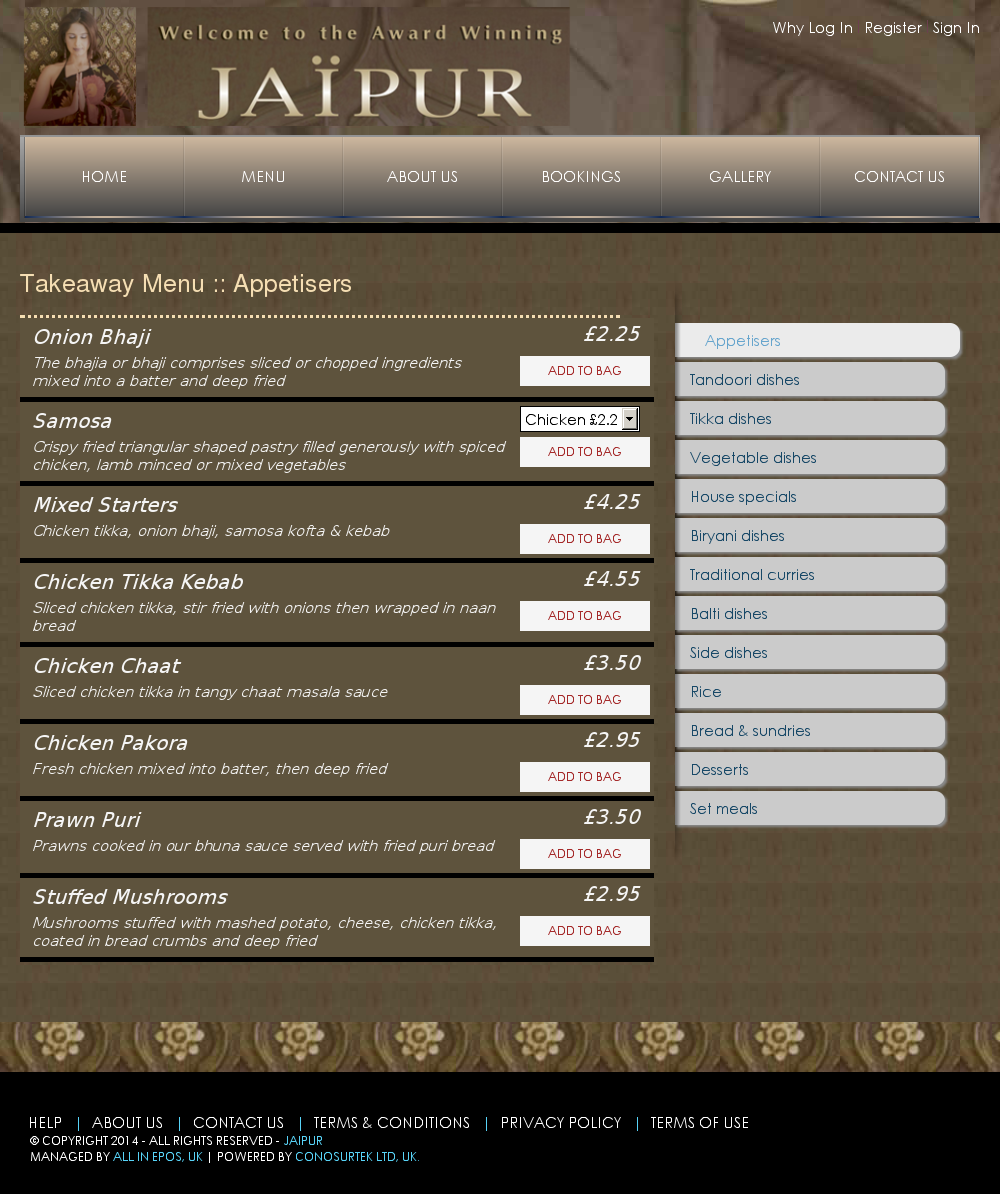 Welcome to the Award Winning
JAÏPUR
Why Log In Register Sign In
HOME MENU ABOUT US BOOKINGS GALLERY CONTACT US
Takeaway Menu :: Appetisers
Onion Bhaji £2.25
The bhajia or bhaji comprises sliced or chopped ingredients
mixed into a batter and deep fried
ADD TO BAG
Samosa Chicken £2.2
Crispy fried triangular shaped pastry filled generously with spiced
chicken, lamb minced or mixed vegetables
ADD TO BAG
Mixed Starters £4.25
Chicken tikka, onion bhaji, samosa kofta & kebab
ADD TO BAG
Chicken Tikka Kebab £4.55
Sliced chicken tikka, stir fried with onions then wrapped in naan
bread
ADD TO BAG
Chicken Chaat £3.50
Sliced chicken tikka in tangy chaat masala sauce
ADD TO BAG
Chicken Pakora £2.95
Fresh chicken mixed into batter, then deep fried
ADD TO BAG
Prawn Puri £3.50
Prawns cooked in our bhuna sauce served with fried puri bread
ADD TO BAG
Stuffed Mushrooms £2.95
Mushrooms stuffed with mashed potato, cheese, chicken tikka,
coated in bread crumbs and deep fried
ADD TO BAG
Appetisers
Tandoori dishes
Tikka dishes
Vegetable dishes
House specials
Biryani dishes
Traditional curries
Balti dishes
Side dishes
Rice
Bread & sundries
Desserts
Set meals
HELP | ABOUT US | CONTACT US | TERMS & CONDITIONS | PRIVACY POLICY | TERMS OF USE
© COPYRIGHT 2014 - ALL RIGHTS RESERVED - JAIPUR
MANAGED BY ALL IN EPOS, UK | POWERED BY CONOSURTEK LTD, UK.